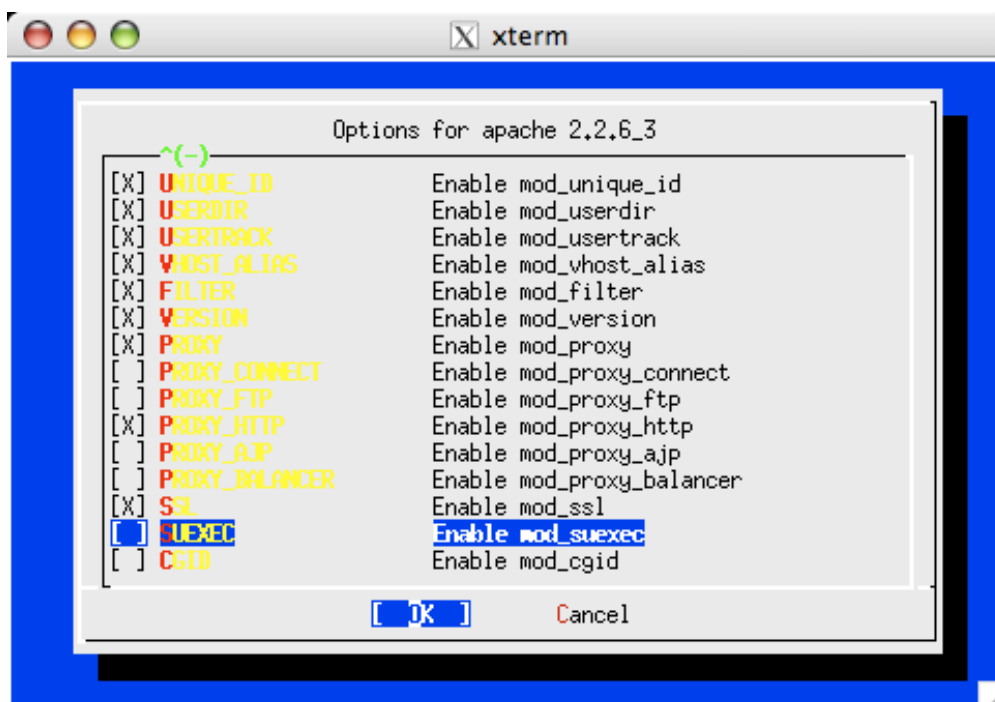 X xterm
Options for apache 2.2.6_3
^(-)
[X] UNIQUE_ID Enable mod_unique_id
[X] USERDIR Enable mod_userdir
[X] USERTRACK Enable mod_usertrack
[X] VHOST_ALIAS Enable mod_vhost_alias
[X] FILTER Enable mod_filter
[X] VERSION Enable mod_version
[X] PROXY Enable mod_proxy
[ ] PROXY_CONNECT Enable mod_proxy_connect
[ ] PROXY_FTP Enable mod_proxy_ftp
[X] PROXY_HTTP Enable mod_proxy_http
[ ] PROXY_AJP Enable mod_proxy_ajp
[ ] PROXY_BALANCER Enable mod_proxy_balancer
[X] SSL Enable mod_ssl
[ ] SUEXEC Enable mod_suexec
[ ] CGID Enable mod_cgid
[ OK ] Cancel